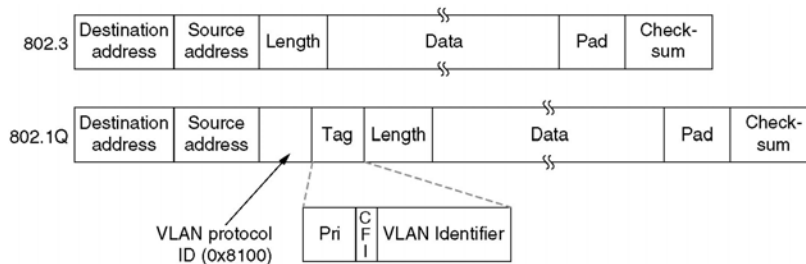 802.3
Destination
address
Source
address
Length
Data
Pad
Check-
sum
802.1Q
Destination
address
Source
address
Tag
Length
Data
Pad
Check-
sum
VLAN protocol
ID (0x8100)
Pri
C
F
I
VLAN Identifier